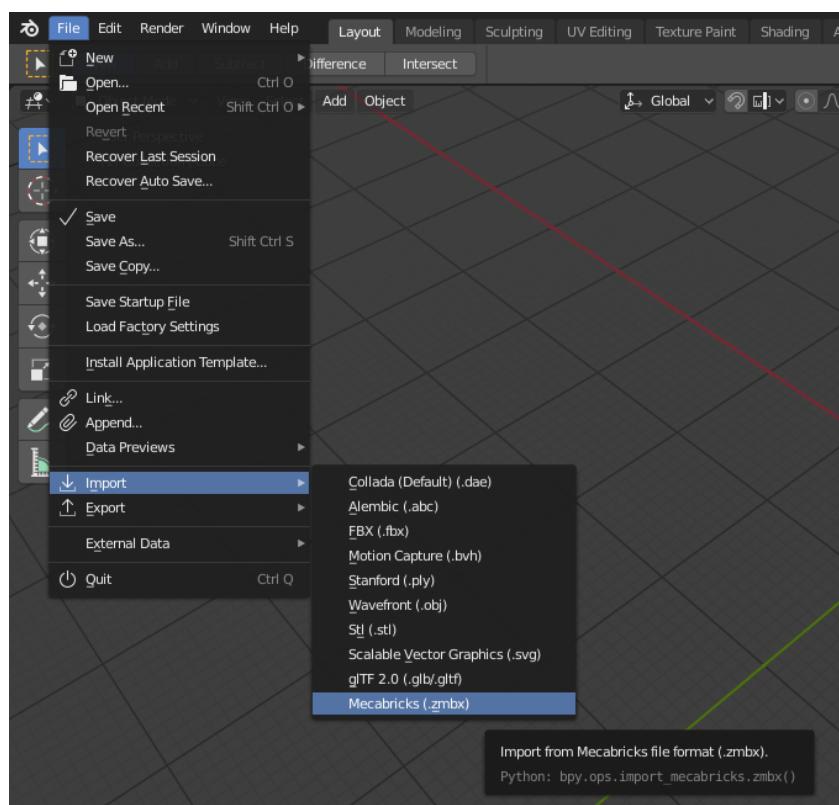 File Edit Render Window Help Layout Modeling Sculpting UV Editing Texture Paint Shading
Difference Intersect
Add Object Global
New
Open... Ctrl O
Open Recent Shift Ctrl O
Revert
Recover Last Session
Recover Auto Save...
Save
Save As... Shift Ctrl S
Save Copy...
Save Startup File
Load Factory Settings
Install Application Template...
Link...
Append...
Data Previews
Import
Export
External Data
Quit Ctrl Q
Collada (Default) (.dae)
Alembic (.abc)
FBX (.fbx)
Motion Capture (.bvh)
Stanford (.ply)
Wavefront (.obj)
Stl (.stl)
Scalable Vector Graphics (.svg)
glTF 2.0 (.glb/.gltf)
Mecabricks (.zmbx)
Import from Mecabricks file format (.zmbx).
Python: bpy.ops.import_mecabricks.zmbx()